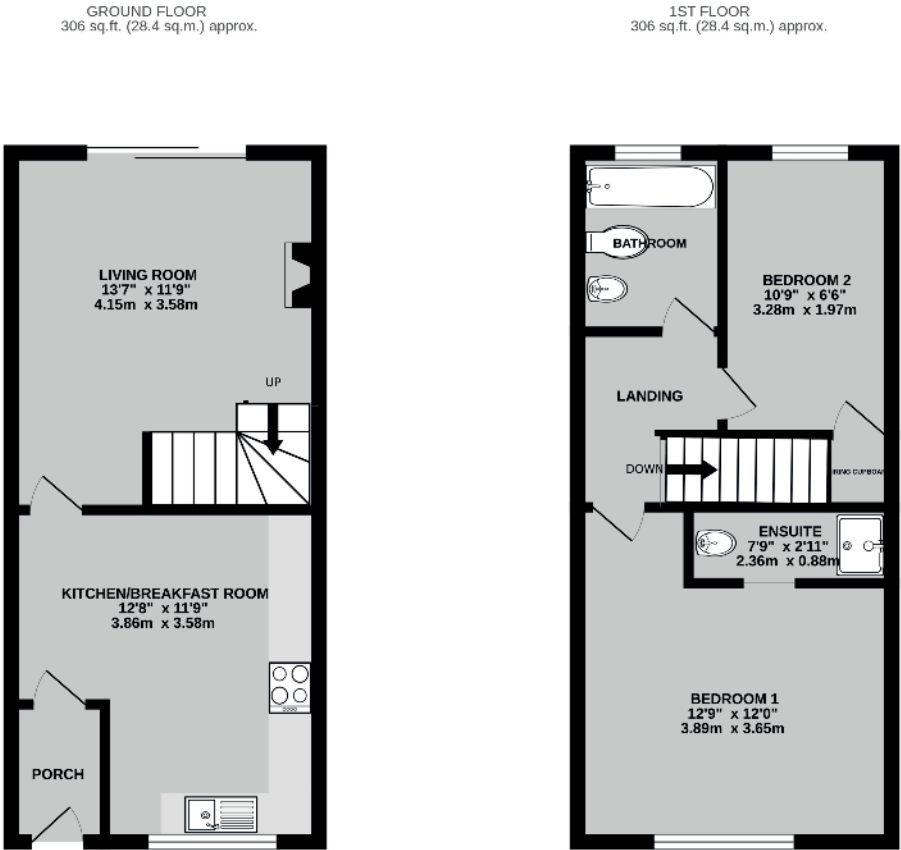 GROUND FLOOR
306 sq.ft. (28.4 sq.m.) approx.
1ST FLOOR
306 sq.ft. (28.4 sq.m.) approx.
LIVING ROOM
13'7" x 11'9"
4.15m x 3.58m
UP
KITCHEN/BREAKFAST ROOM
12'8" x 11'9"
3.86m x 3.58m
PORCH
BATHROOM
BEDROOM 2
10'9" x 6'6"
3.28m x 1.97m
LANDING
DOWN
IRING CUPBOAR
ENSUITE
7'9" x 2'11"
2.36m x 0.88m
BEDROOM 1
12'9" x 12'0"
3.89m x 3.65m